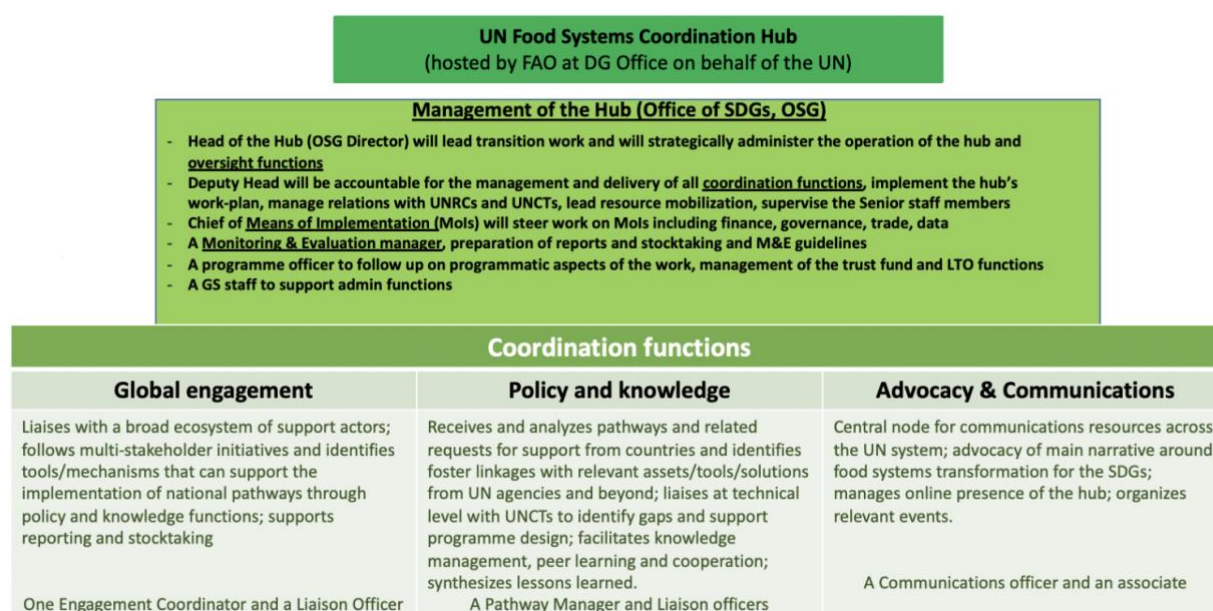 UN Food Systems Coordination Hub
(hosted by FAO at DG Office on behalf of the UN)
Management of the Hub (Office of SDGs, OSG)
- Head of the Hub (OSG Director) will lead transition work and will strategically administer the operation of the hub and
oversight functions
- Deputy Head will be accountable for the management and delivery of all coordination functions, implement the hub's
work-plan, manage relations with UNRCs and UNCTs, lead resource mobilization, supervise the Senior staff members
- Chief of Means of Implementation (MoIs) will steer work on MoIs including finance, governance, trade, data
- A Monitoring & Evaluation manager, preparation of reports and stocktaking and M&E guidelines
- A programme officer to follow up on programmatic aspects of the work, management of the trust fund and LTO functions
- A GS staff to support admin functions
Coordination functions
Global engagement
Liaises with a broad ecosystem of support actors;
follows multi-stakeholder initiatives and identifies
tools/mechanisms that can support the
implementation of national pathways through
policy and knowledge functions; supports
reporting and stocktaking
One Engagement Coordinator and a Liaison Officer
Policy and knowledge
Receives and analyzes pathways and related
requests for support from countries and identifies
foster linkages with relevant assets/tools/solutions
from UN agencies and beyond; liaises at technical
level with UNCTs to identify gaps and support
programme design; facilitates knowledge
management, peer learning and cooperation;
synthesizes lessons learned.
A Pathway Manager and Liaison officers
Advocacy & Communications
Central node for communications resources across
the UN system; advocacy of main narrative around
food systems transformation for the SDGs;
manages online presence of the hub; organizes
relevant events.
A Communications officer and an associate